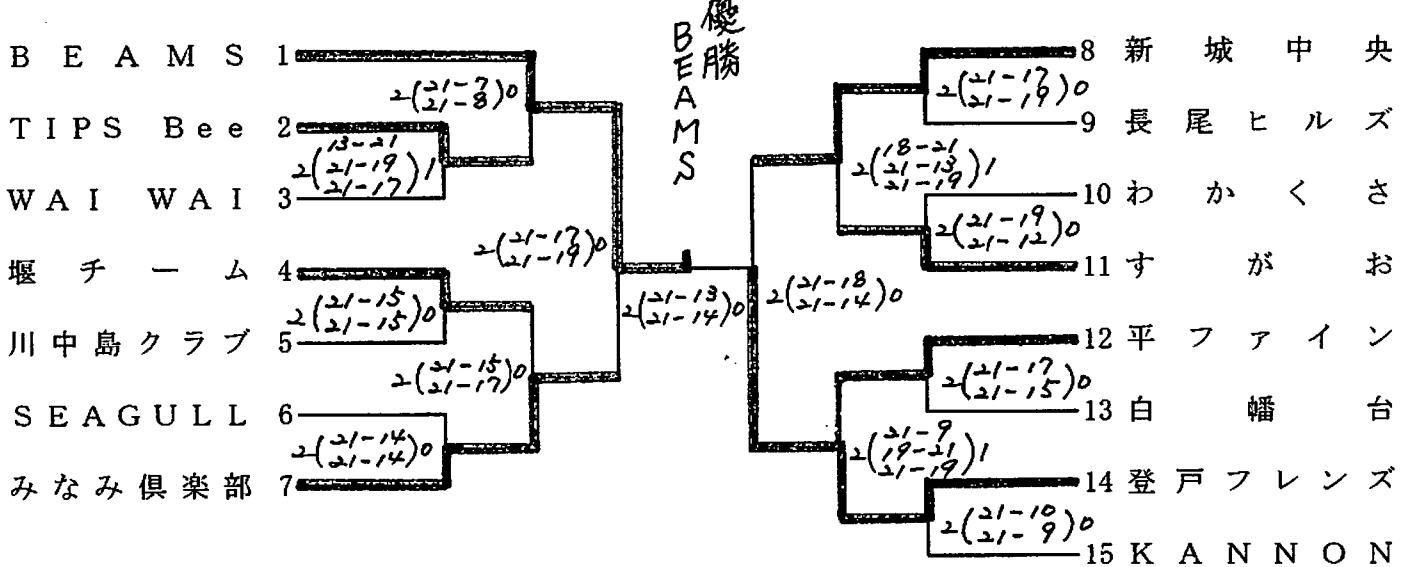 優勝
BEAMS
BEAMS 1
2(21-7 21-8)0
TIPS Bee 2
2(13-21 21-19 21-17)1
WAI WAI 3
2(21-17 21-19)0
堰チーム 4
2(21-15 21-15)0
川中島クラブ 5
2(21-15 21-17)0
SEAGULL 6
2(21-14 21-14)0
みなみ倶楽部 7
2(21-13 21-14)0
8 新城中央
2(21-17 21-19)0
9 長尾ヒルズ
2(18-21 21-13 21-19)1
10 わかくさ
2(21-19 21-12)0
11 すがお
2(21-18 21-14)0
12 平ファイン
2(21-17 21-15)0
13 白幡台
2(21-9 19-21 21-19)1
14 登戸フレンズ
2(21-10 21-9)0
15 KANNON